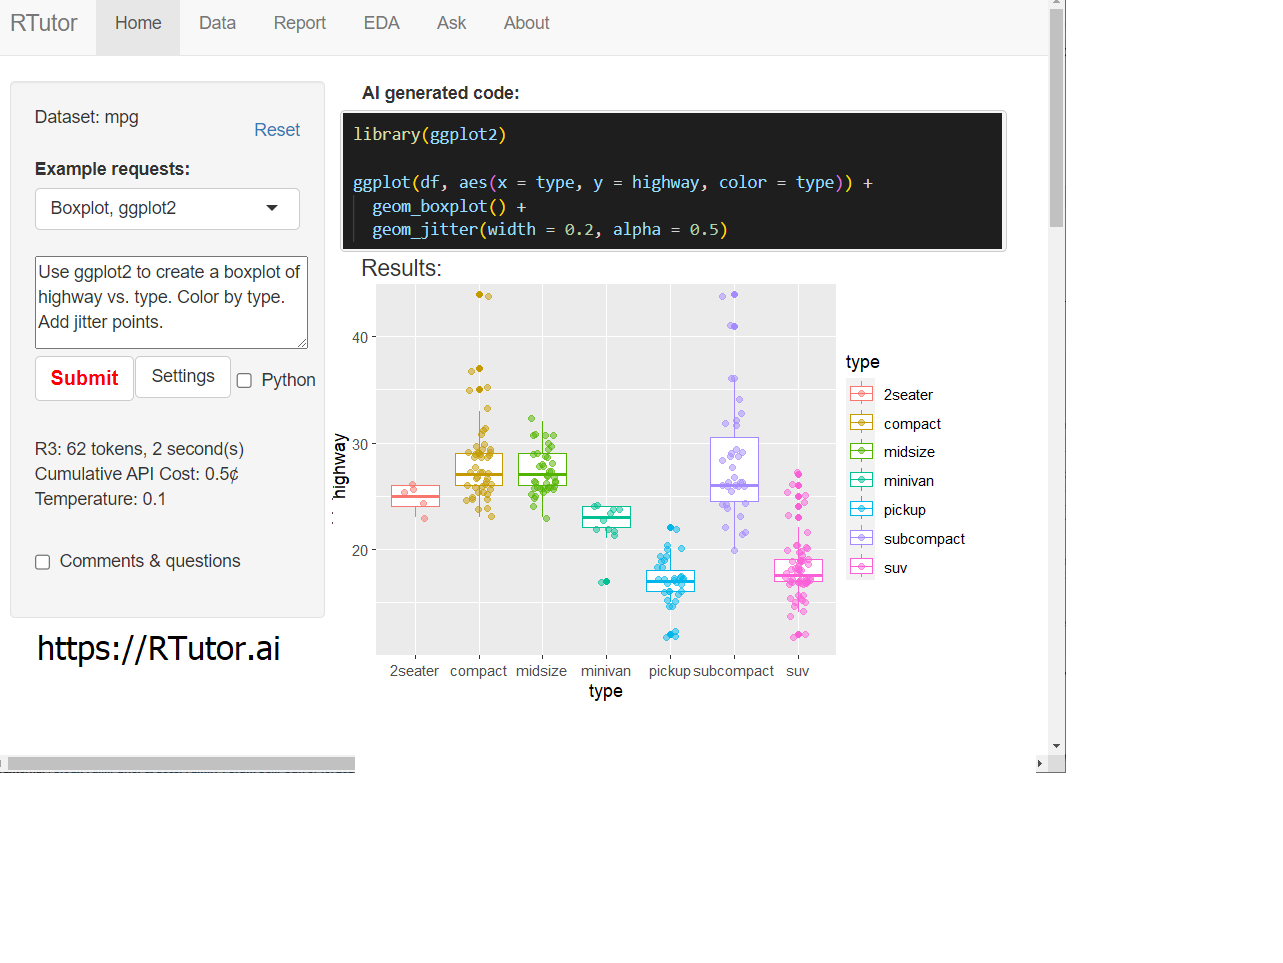 RTutor Home Data Report EDA Ask About
Dataset: mpg
Reset
Example requests:
Boxplot, ggplot2
Use ggplot2 to create a boxplot of
highway vs. type. Color by type.
Add jitter points.
Submit Settings Python
R3: 62 tokens, 2 second(s)
Cumulative API Cost: 0.5¢
Temperature: 0.1
Comments & questions
https://RTutor.ai
AI generated code:
library(ggplot2)
ggplot(df, aes(x = type, y = highway, color = type)) +
geom_boxplot() +
geom_jitter(width = 0.2, alpha = 0.5)
Results:
40
30
20
highway
2seater compact midsize minivan pickup subcompact suv
type
type
2seater
compact
midsize
minivan
pickup
subcompact
suv